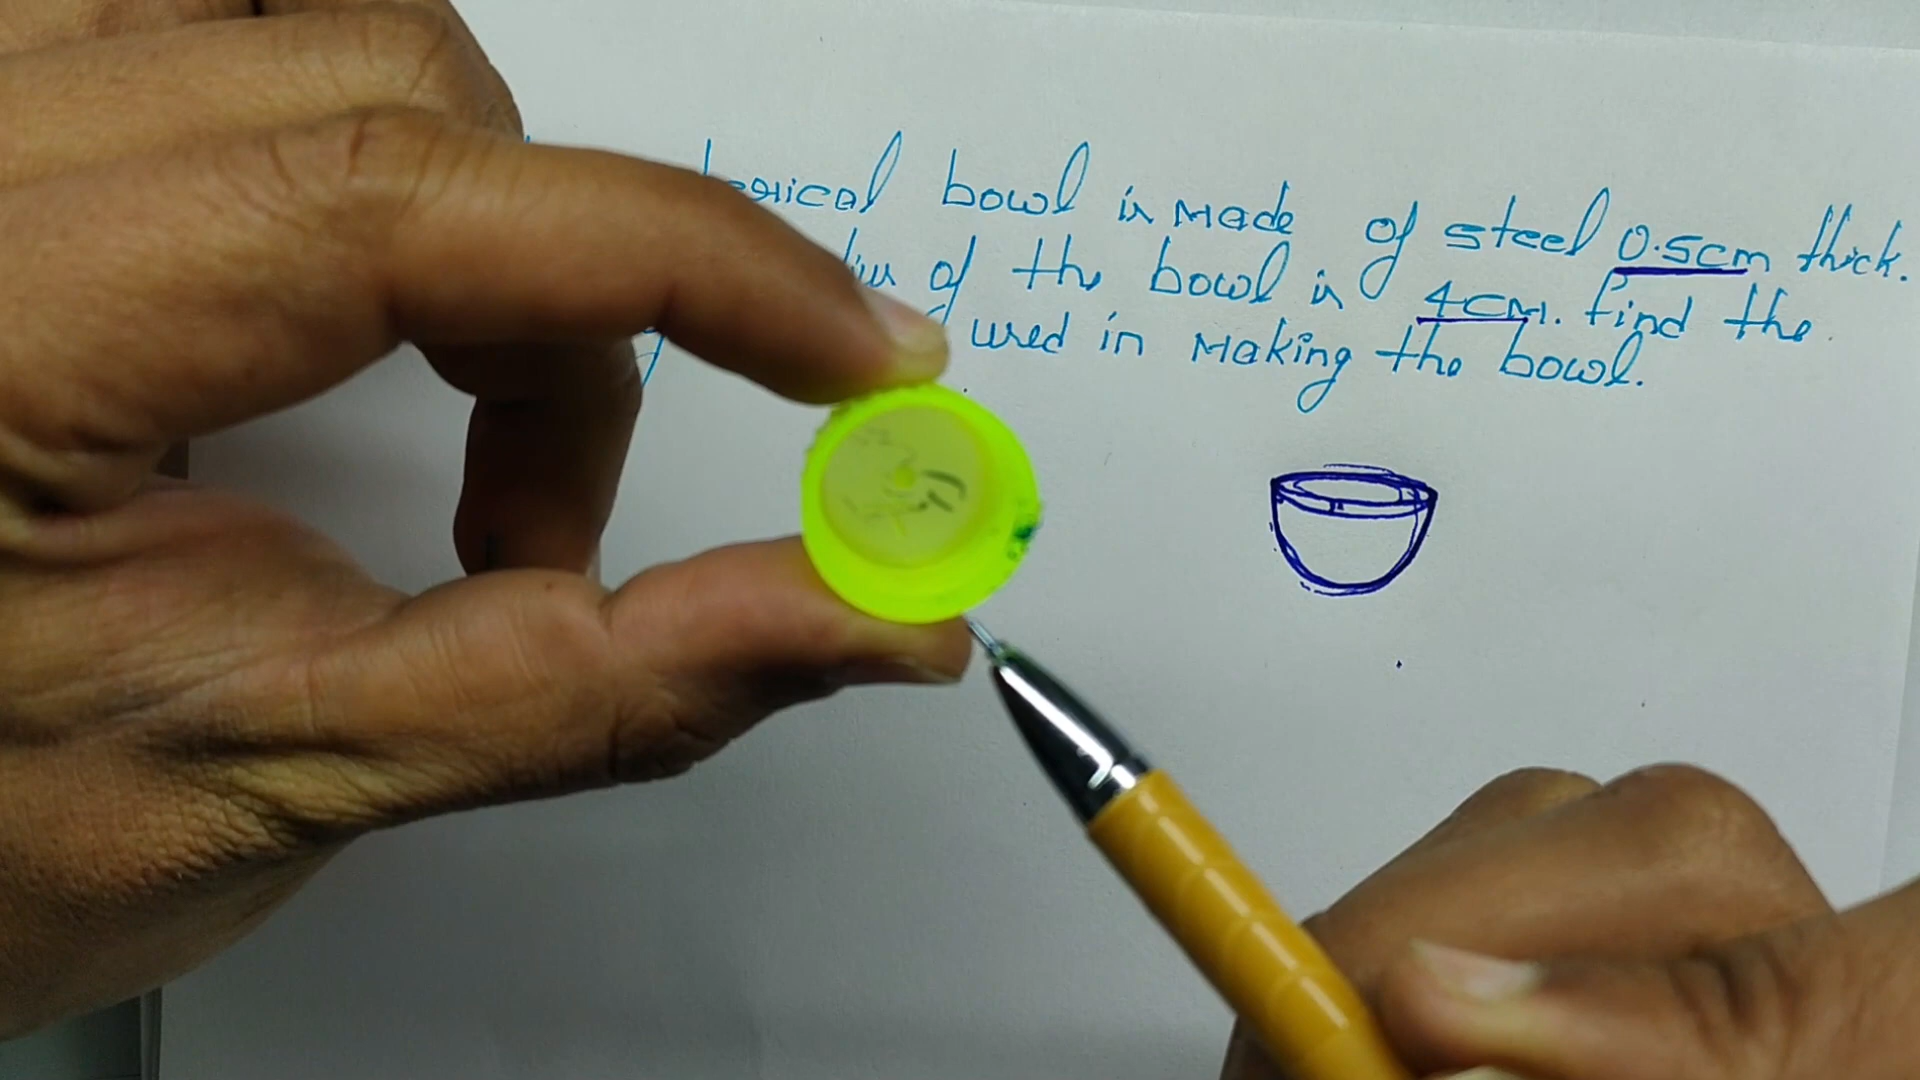 bowl is made of steel 0.5cm thick.
of the bowl is 4cm. find the
used in making the bowl.